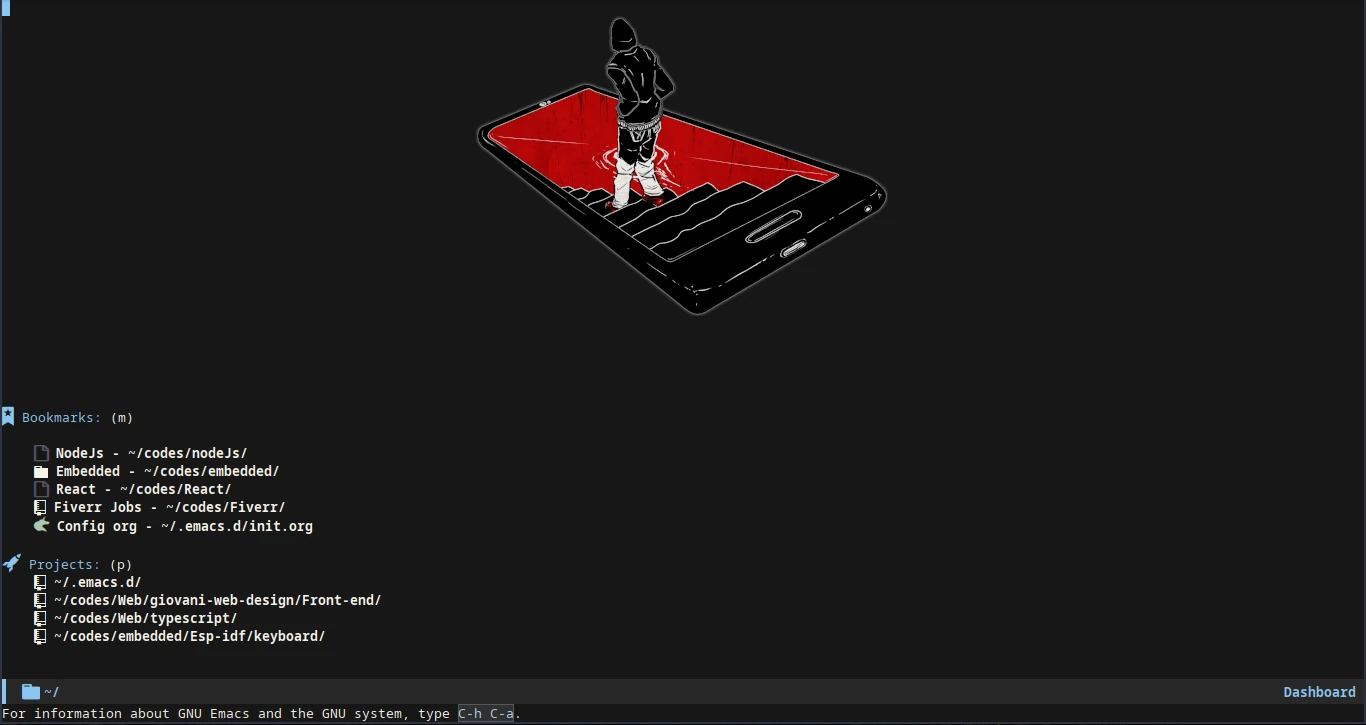 Bookmarks: (m)
NodeJs - ~/codes/nodeJs/
Embedded - ~/codes/embedded/
React - ~/codes/React/
Fiverr Jobs - ~/codes/Fiverr/
Config org - ~/.emacs.d/init.org
Projects: (p)
~/.emacs.d/
~/codes/Web/giovani-web-design/Front-end/
~/codes/Web/typescript/
~/codes/embedded/Esp-idf/keyboard/
~/ Dashboard
For information about GNU Emacs and the GNU system, type C-h C-a.